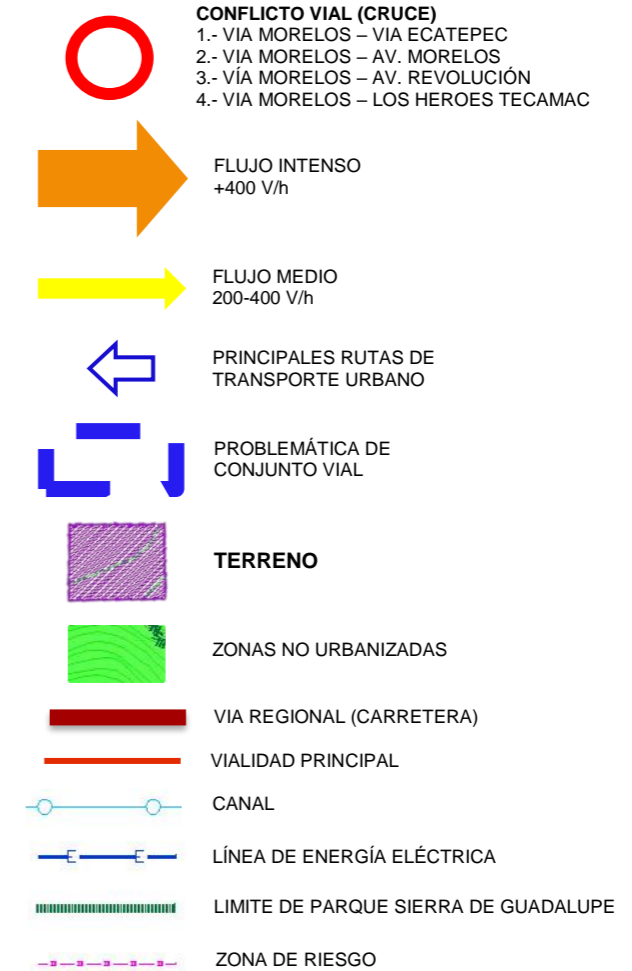 CONFLICTO VIAL (CRUCE)
1.- VIA MORELOS – VIA ECATEPEC
2.- VIA MORELOS – AV. MORELOS
3.- VÍA MORELOS – AV. REVOLUCIÓN
4.- VIA MORELOS – LOS HEROES TECAMAC
FLUJO INTENSO
+400 V/h
FLUJO MEDIO
200-400 V/h
PRINCIPALES RUTAS DE
TRANSPORTE URBANO
PROBLEMÁTICA DE
CONJUNTO VIAL
TERRENO
ZONAS NO URBANIZADAS
VIA REGIONAL (CARRETERA)
VIALIDAD PRINCIPAL
CANAL
E E
LÍNEA DE ENERGÍA ELÉCTRICA
LIMITE DE PARQUE SIERRA DE GUADALUPE
ZONA DE RIESGO